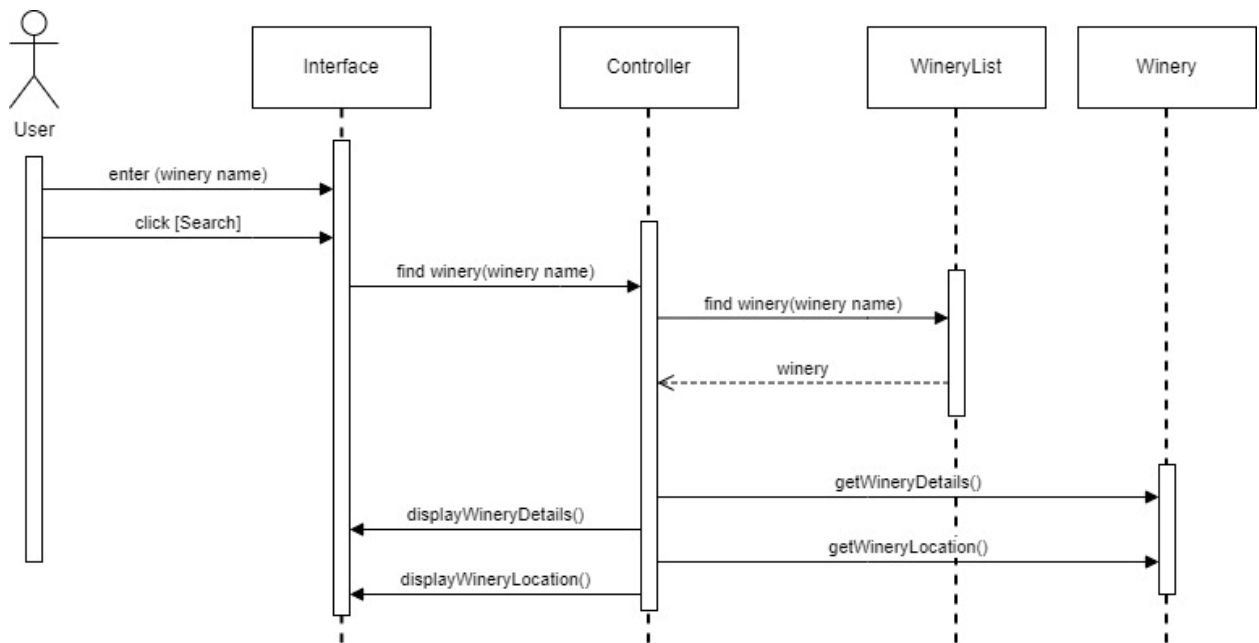 Interface
Controller
WineryList
Winery
User
enter (winery name)
click [Search]
find winery(winery name)
find winery(winery name)
winery
getWineryDetails()
displayWineryDetails()
getWineryLocation()
displayWineryLocation()